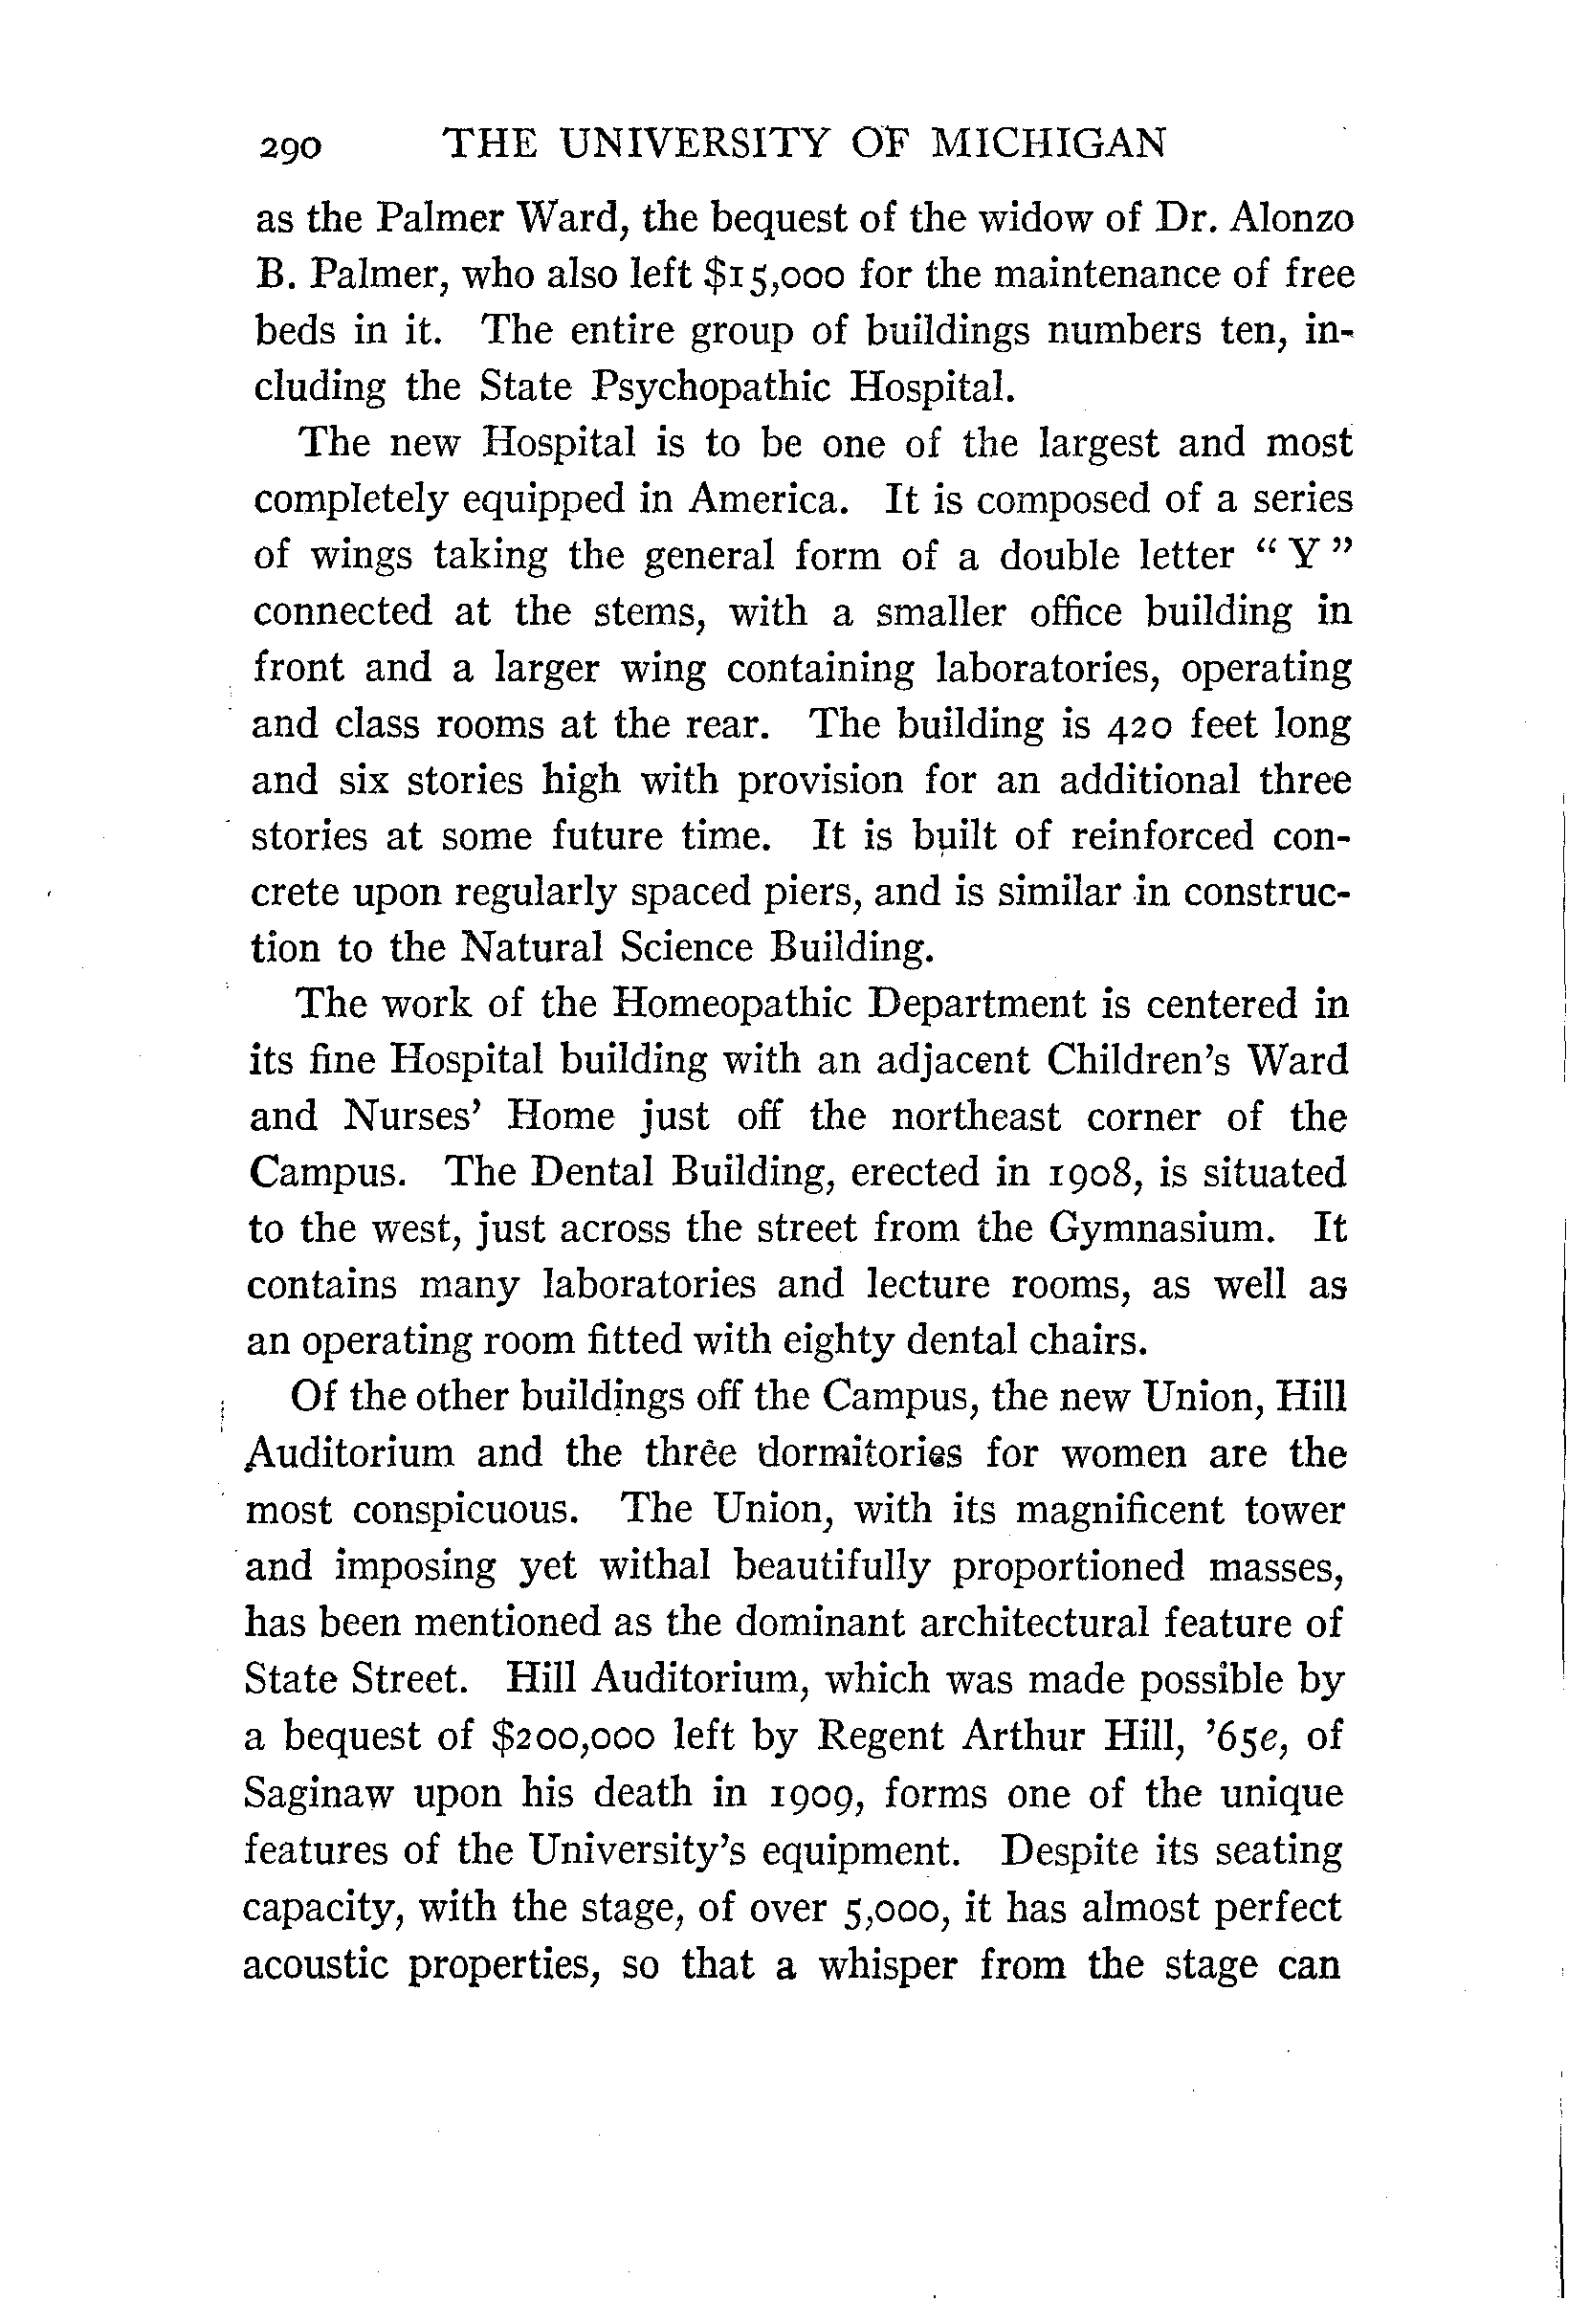 290 THE UNIVERSITY OF MICHIGAN
as the Palmer Ward, the bequest of the widow of Dr. Alonzo
B. Palmer, who also left $15,000 for the maintenance of free
beds in it. The entire group of buildings numbers ten, in-
cluding the State Psychopathic Hospital.
The new Hospital is to be one of the largest and most
completely equipped in America. It is composed of a series
of wings taking the general form of a double letter “ Y ”
connected at the stems, with a smaller office building in
front and a larger wing containing laboratories, operating
and class rooms at the rear. The building is 420 feet long
and six stories high with provision for an additional three
stories at some future time. It is built of reinforced con-
crete upon regularly spaced piers, and is similar in construc-
tion to the Natural Science Building.
The work of the Homeopathic Department is centered in
its fine Hospital building with an adjacent Children’s Ward
and Nurses’ Home just off the northeast corner of the
Campus. The Dental Building, erected in 1908, is situated
to the west, just across the street from the Gymnasium. It
contains many laboratories and lecture rooms, as well as
an operating room fitted with eighty dental chairs.
Of the other buildings off the Campus, the new Union, Hill
Auditorium and the three dormitories for women are the
most conspicuous. The Union, with its magnificent tower
and imposing yet withal beautifully proportioned masses,
has been mentioned as the dominant architectural feature of
State Street. Hill Auditorium, which was made possible by
a bequest of $200,000 left by Regent Arthur Hill, ’65e, of
Saginaw upon his death in 1909, forms one of the unique
features of the University’s equipment. Despite its seating
capacity, with the stage, of over 5,000, it has almost perfect
acoustic properties, so that a whisper from the stage can